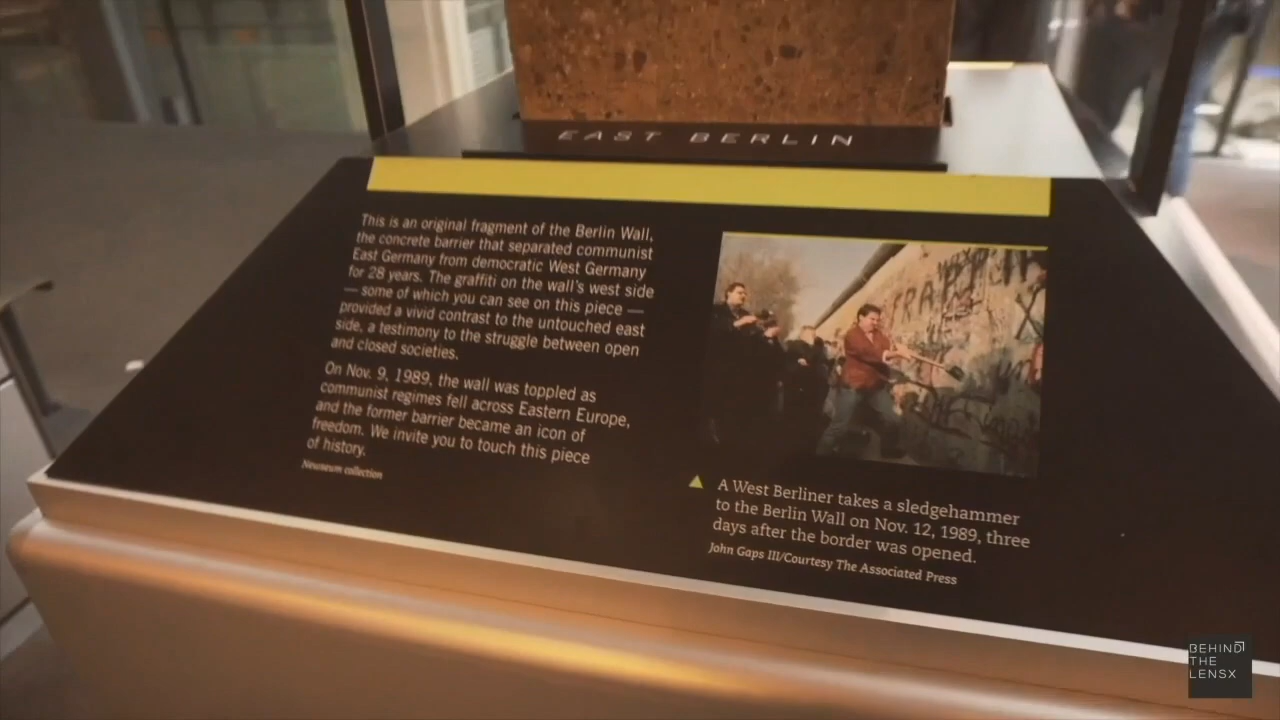 EAST BERLIN
This is an original fragment of the Berlin Wall,
the concrete barrier that separated communist
East Germany from democratic West Germany
for 28 years. The graffiti on the wall's west side
— some of which you can see on this piece —
provided a vivid contrast to the untouched east
side, a testimony to the struggle between open
and closed societies.
On Nov. 9, 1989, the wall was toppled as
communist regimes fell across Eastern Europe,
and the former barrier became an icon of
freedom. We invite you to touch this piece
of history.
Newseum collection
A West Berliner takes a sledgehammer
to the Berlin Wall on Nov. 12, 1989, three
days after the border was opened.
John Gaps III/Courtesy The Associated Press
BEHIND
THE
LENSX